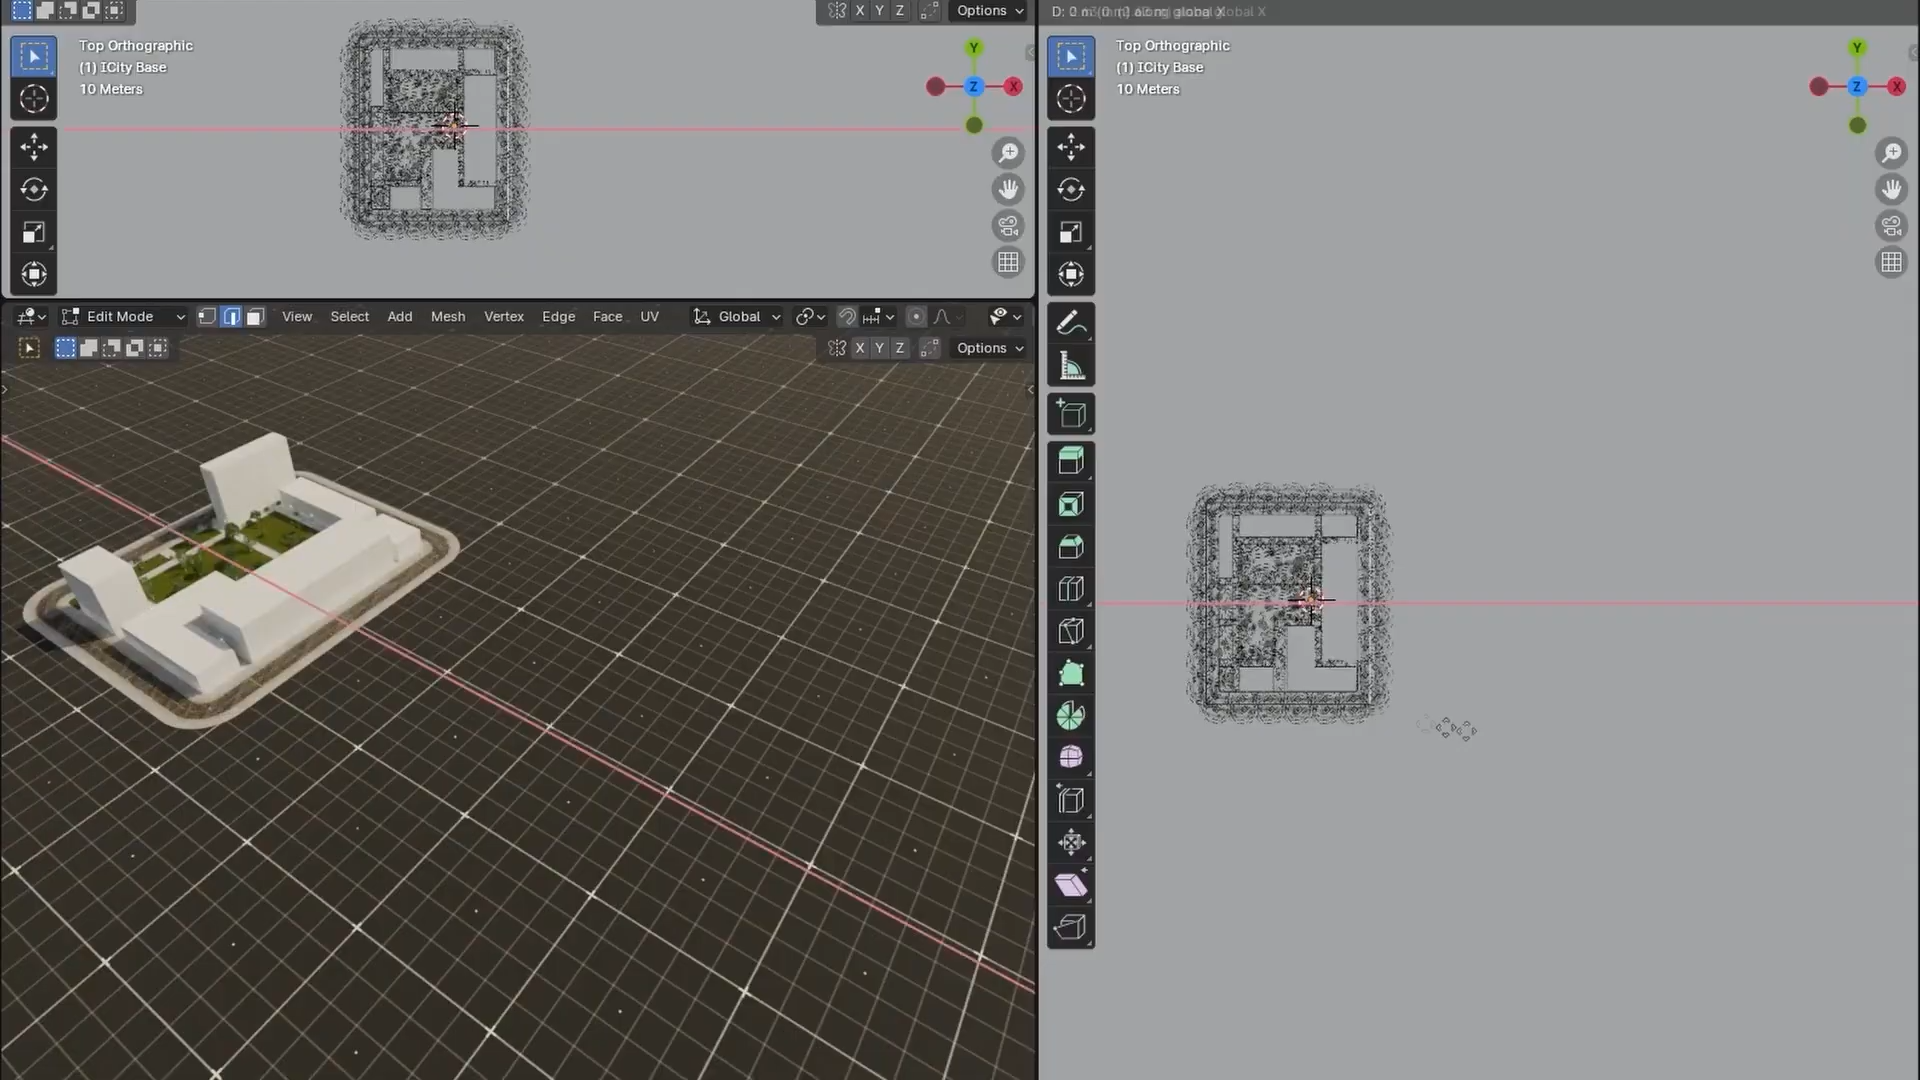 X Y Z Options
Top Orthographic
(1) ICity Base
10 Meters
Y
Z
X
Edit Mode View Select Add Mesh Vertex Edge Face UV Global
X Y Z Options
D: global X
Top Orthographic
(1) ICity Base
10 Meters
Y
Z
X